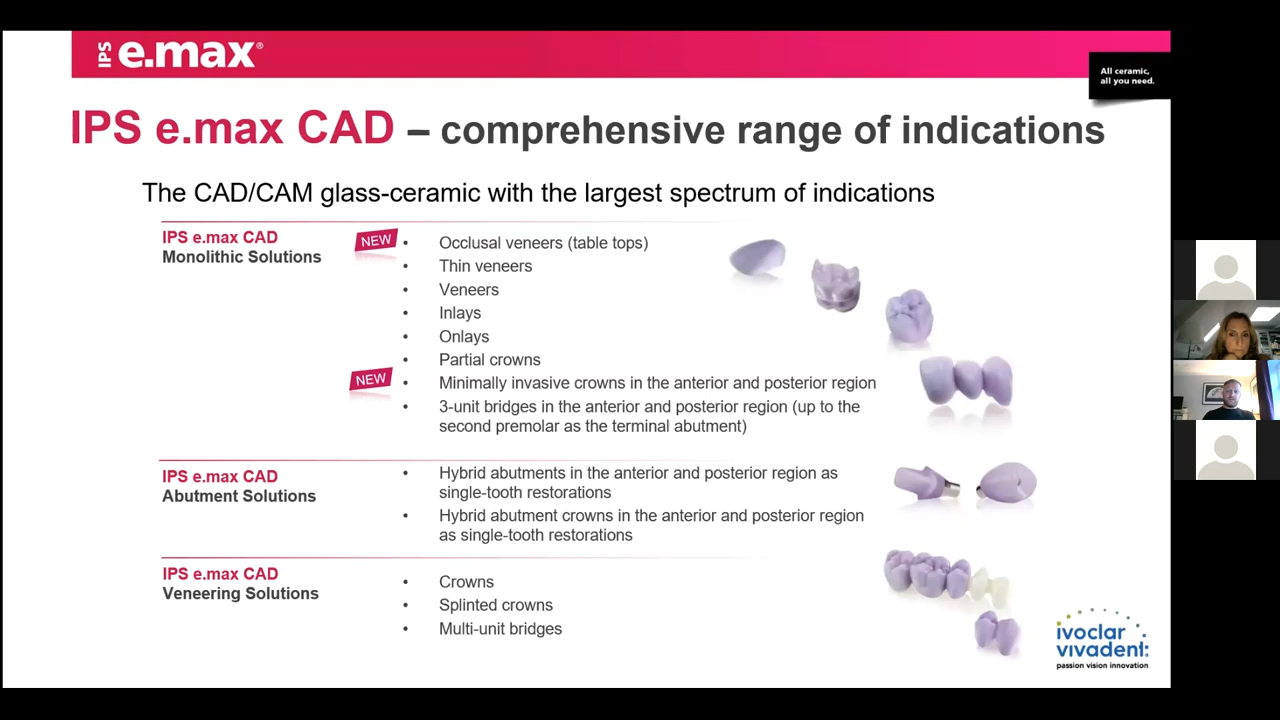 IPS e.max®
All ceramic,
all you need.
IPS e.max CAD – comprehensive range of indications
The CAD/CAM glass-ceramic with the largest spectrum of indications
IPS e.max CAD
Monolithic Solutions
NEW
• Occlusal veneers (table tops)
• Thin veneers
• Veneers
• Inlays
• Onlays
• Partial crowns
NEW
• Minimally invasive crowns in the anterior and posterior region
• 3-unit bridges in the anterior and posterior region (up to the
second premolar as the terminal abutment)
IPS e.max CAD
Abutment Solutions
• Hybrid abutments in the anterior and posterior region as
single-tooth restorations
• Hybrid abutment crowns in the anterior and posterior region
as single-tooth restorations
IPS e.max CAD
Veneering Solutions
• Crowns
• Splinted crowns
• Multi-unit bridges
ivoclar
vivadent:
passion vision innovation